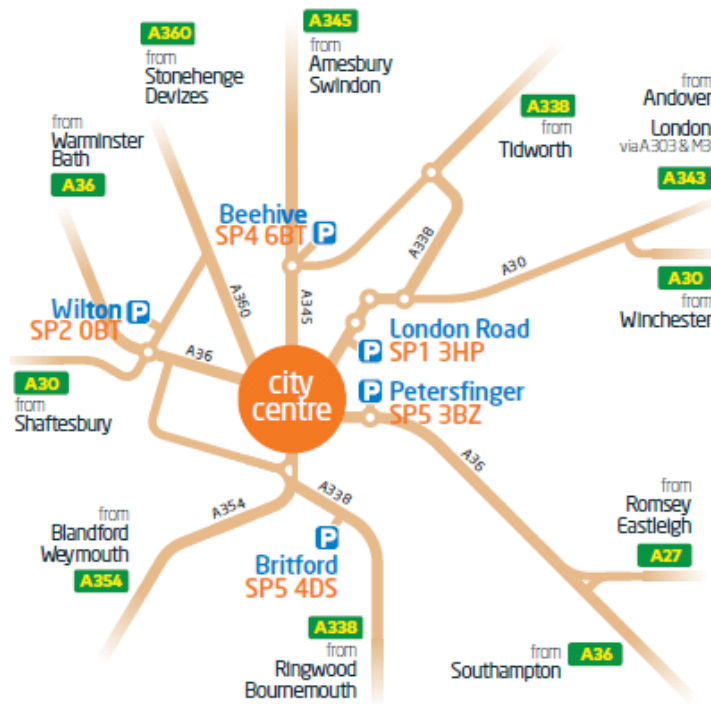 A360
from
Stonehenge
Devizes
A345
from
Amesbury
Swindon
A338
from
Tidworth
from
Andover
London
via A303 & M3
A343
from
Warminster
Bath
A36
Beehive
SP4 6BT
P
A338
A30
A30
from
Winchester
Wilton
SP2 0BT
P
A360
A345
A36
London Road
SP1 3HP
P
A30
from
Shaftesbury
city
centre
Petersfinger
SP5 3BZ
P
A36
from
Romsey
Eastleigh
A27
from
Blandford
Weymouth
A354
A354
A338
P
Britford
SP5 4DS
A338
from
Ringwood
Bournemouth
from
Southampton
A36